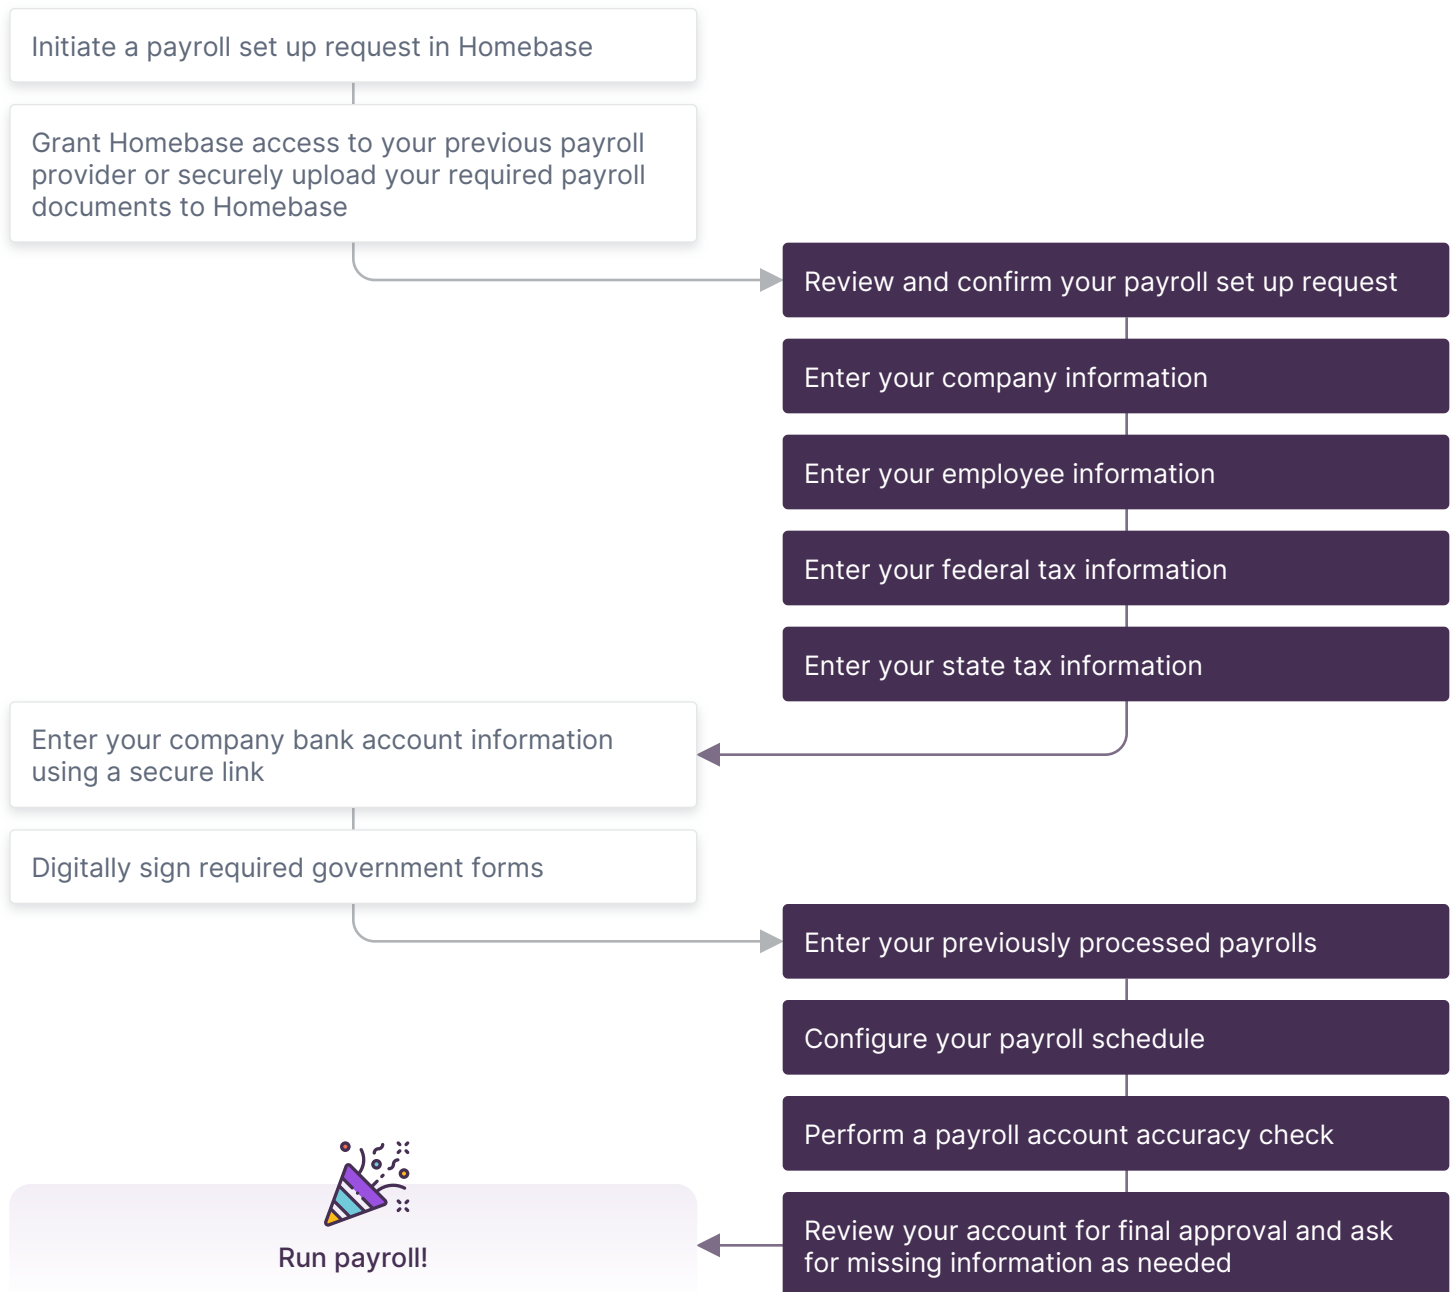 Initiate a payroll set up request in Homebase
Grant Homebase access to your previous payroll
provider or securely upload your required payroll
documents to Homebase
Review and confirm your payroll set up request
Enter your company information
Enter your employee information
Enter your federal tax information
Enter your state tax information
Enter your company bank account information
using a secure link
Digitally sign required government forms
Enter your previously processed payrolls
Configure your payroll schedule
Perform a payroll account accuracy check
Review your account for final approval and ask
for missing information as needed
Run payroll!